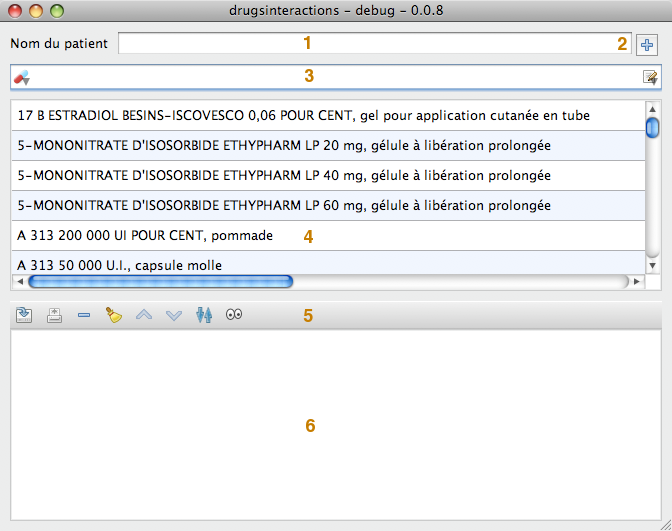 drugsinteractions - debug - 0.0.8
Nom du patient 1 2
3
17 B ESTRADIOL BESINS-ISCOVESCO 0,06 POUR CENT, gel pour application cutanée en tube
5-MONONITRATE D'ISOSORBIDE ETHYPHARM LP 20 mg, gélule à libération prolongée
5-MONONITRATE D'ISOSORBIDE ETHYPHARM LP 40 mg, gélule à libération prolongée
5-MONONITRATE D'ISOSORBIDE ETHYPHARM LP 60 mg, gélule à libération prolongée
A 313 200 000 UI POUR CENT, pommade 4
A 313 50 000 U.I., capsule molle
5
6